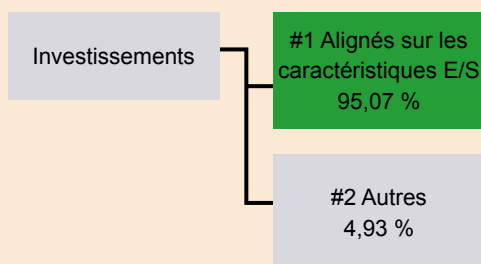 Investissements
#1 Alignés sur les
caractéristiques E/S
95,07 %
#2 Autres
4,93 %